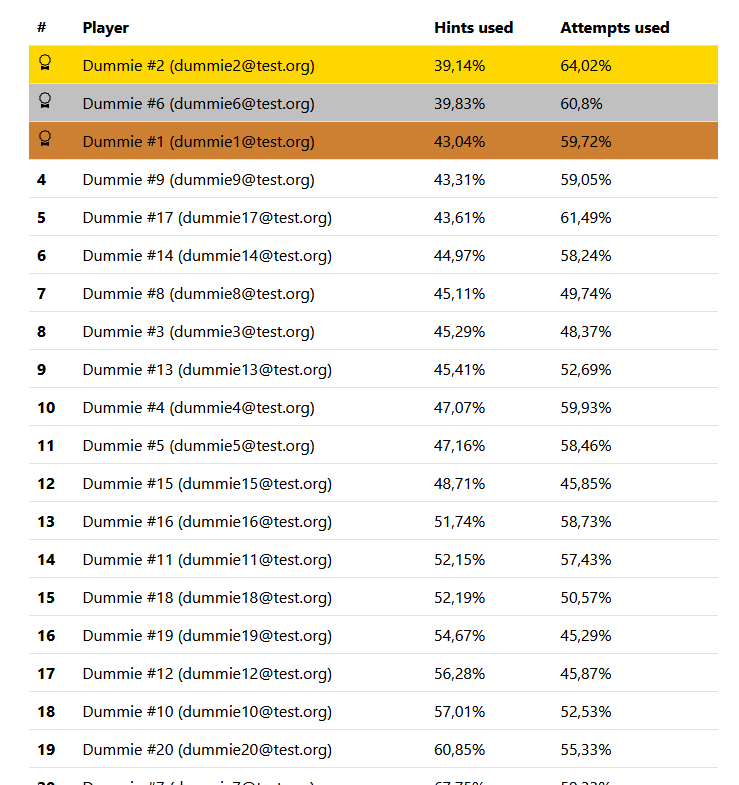 # Player Hints used Attempts used
Dummie #2 (dummie2@test.org) 39,14% 64,02%
Dummie #6 (dummie6@test.org) 39,83% 60,8%
Dummie #1 (dummie1@test.org) 43,04% 59,72%
4 Dummie #9 (dummie9@test.org) 43,31% 59,05%
5 Dummie #17 (dummie17@test.org) 43,61% 61,49%
6 Dummie #14 (dummie14@test.org) 44,97% 58,24%
7 Dummie #8 (dummie8@test.org) 45,11% 49,74%
8 Dummie #3 (dummie3@test.org) 45,29% 48,37%
9 Dummie #13 (dummie13@test.org) 45,41% 52,69%
10 Dummie #4 (dummie4@test.org) 47,07% 59,93%
11 Dummie #5 (dummie5@test.org) 47,16% 58,46%
12 Dummie #15 (dummie15@test.org) 48,71% 45,85%
13 Dummie #16 (dummie16@test.org) 51,74% 58,73%
14 Dummie #11 (dummie11@test.org) 52,15% 57,43%
15 Dummie #18 (dummie18@test.org) 52,19% 50,57%
16 Dummie #19 (dummie19@test.org) 54,67% 45,29%
17 Dummie #12 (dummie12@test.org) 56,28% 45,87%
18 Dummie #10 (dummie10@test.org) 57,01% 52,53%
19 Dummie #20 (dummie20@test.org) 60,85% 55,33%
20 Dummie #7 (dummie7@test.org)